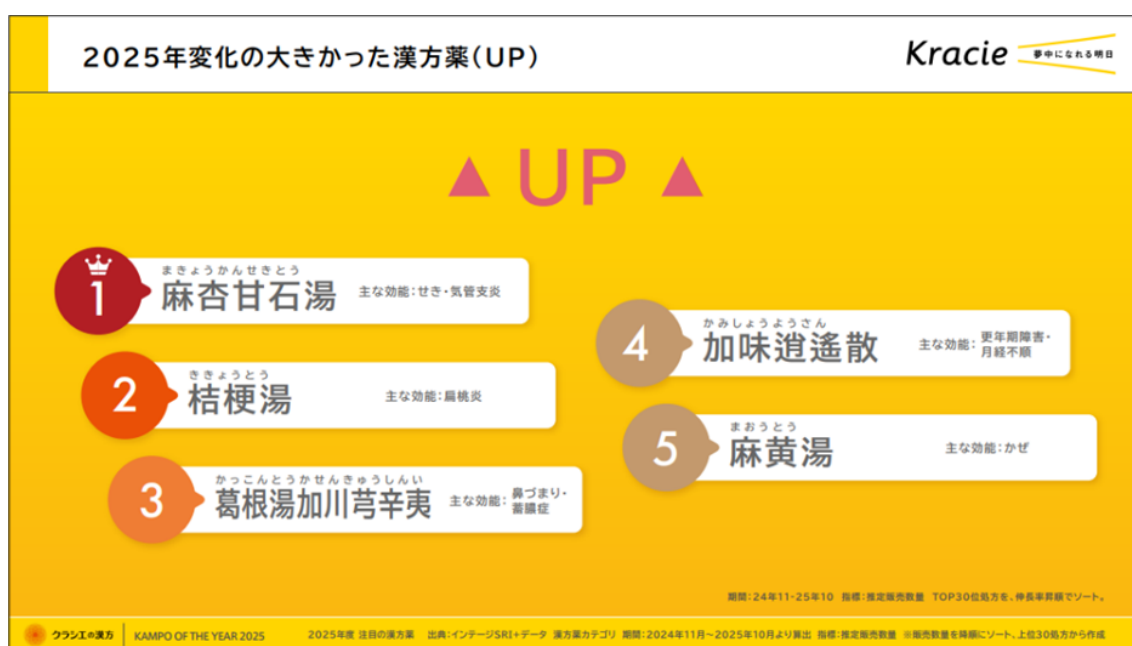 2025年変化の大きかった漢方薬(UP)
Kracie 夢中になれる明日
▲ UP ▲
1
まきょうかんせきとう
麻杏甘石湯 主な効能:せき・気管支炎
2
ききょうとう
桔梗湯 主な効能:扁桃炎
3
かっこんとうかせんきゅうしんい
葛根湯加川芎辛夷 主な効能:鼻づまり・
蓄膿症
4
かみしょうようさん
加味逍遙散 主な効能:更年期障害・
月経不順
5
まおうとう
麻黄湯 主な効能:かぜ
期間:24年11-25年10 指標:推定販売数量 TOP30位処方を、伸長率昇順でソート。
クラシエの漢方 KAMPO OF THE YEAR 2025 2025年度 注目の漢方薬 出典:インテージSRI+データ 漢方薬カテゴリ 期間:2024年11月~2025年10月より算出 指標:推定販売数量 ※販売数量を降順にソート、上位30処方から作成